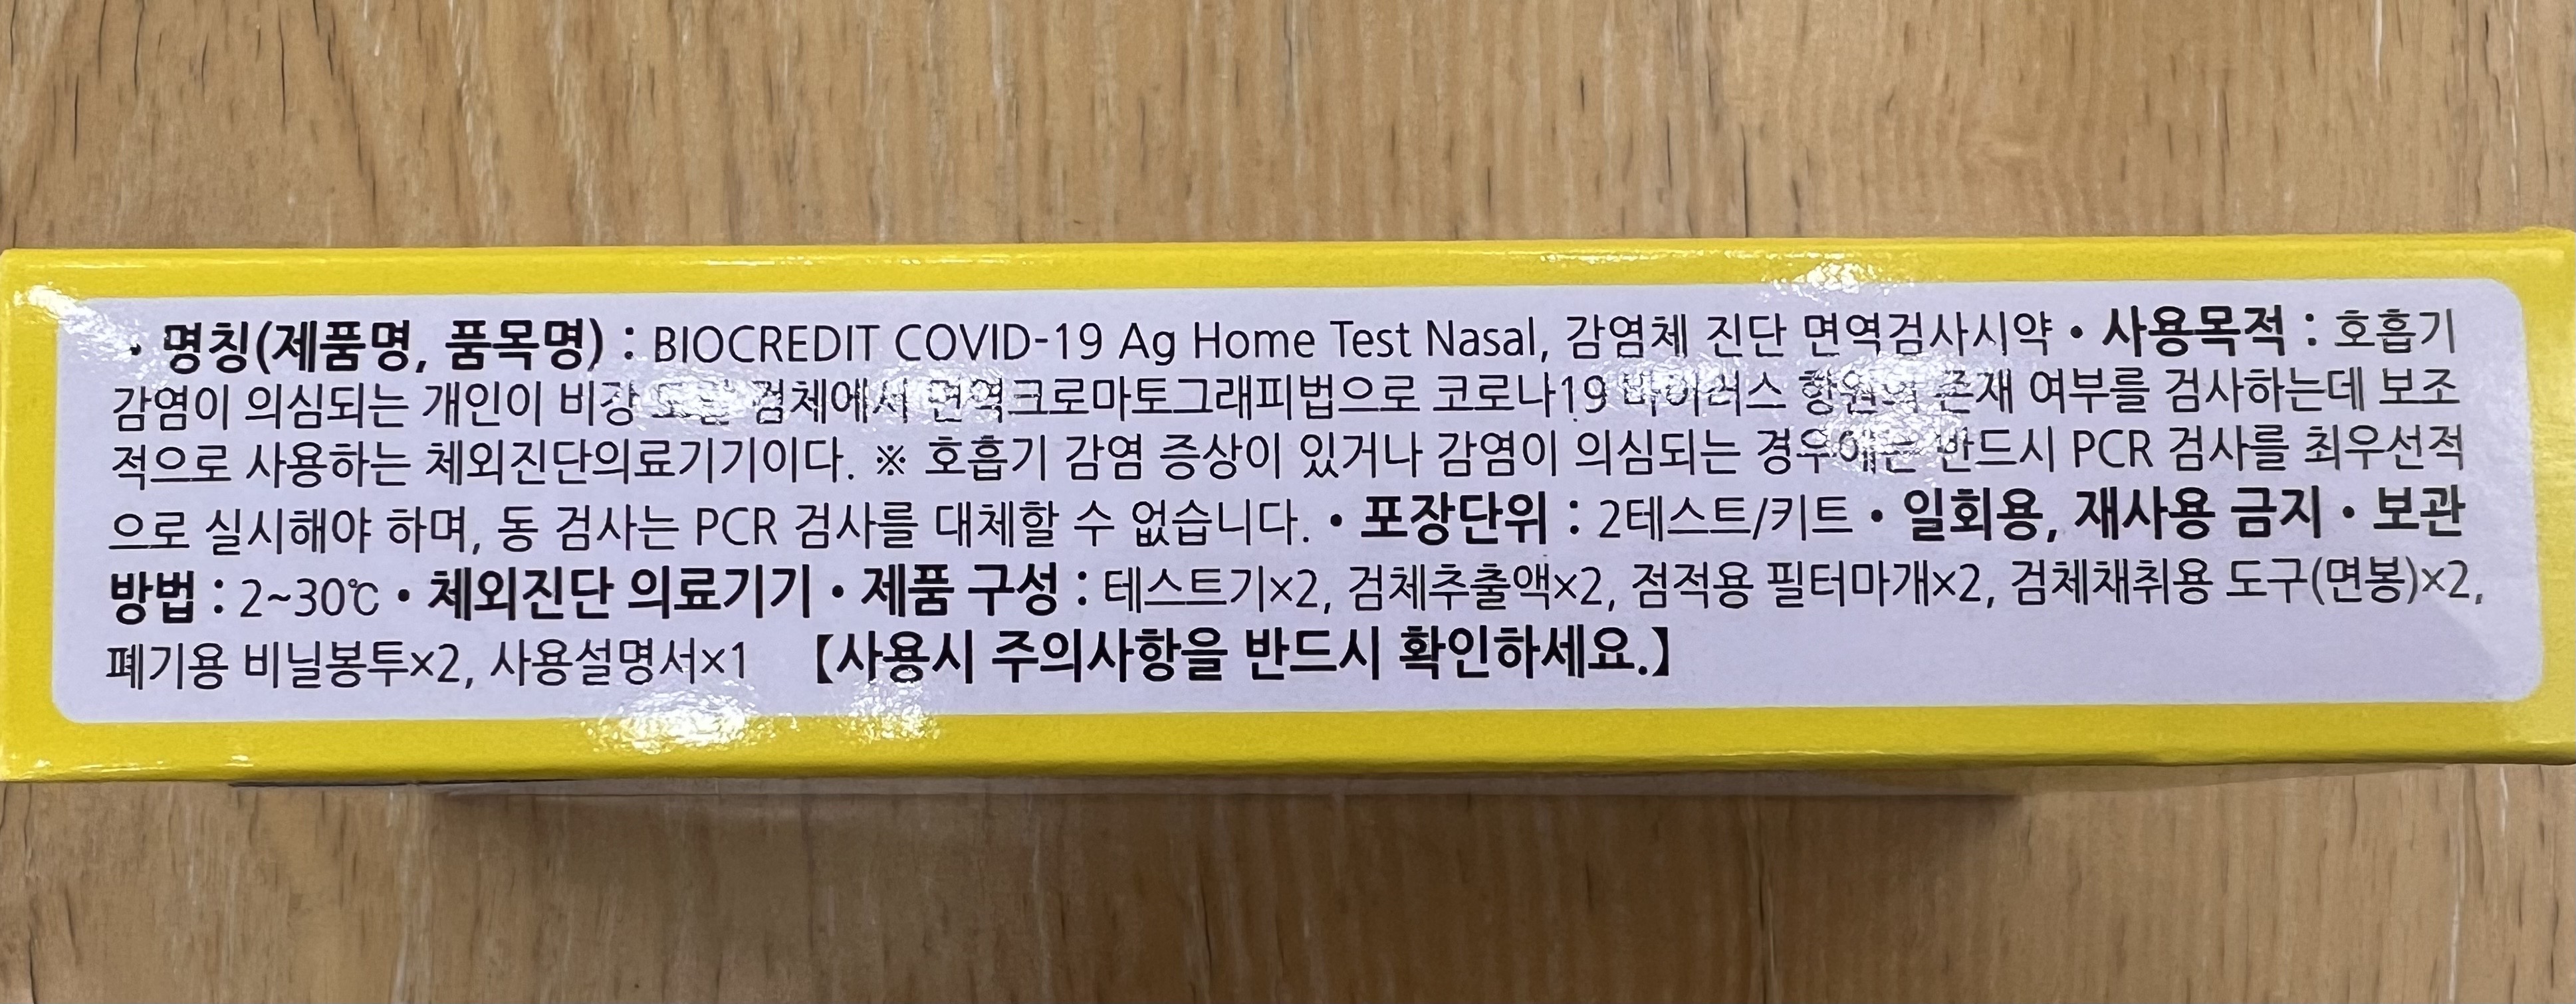 • 명칭(제품명, 품목명) : BIOCREDIT COVID-19 Ag Home Test Nasal, 감염체 진단 면역검사시약 • 사용목적 : 호흡기
감염이 의심되는 개인이 비강 도말 검체에서 면역크로마토그래피법으로 코로나19 바이러스 항원의 존재 여부를 검사하는데 보조
적으로 사용하는 체외진단의료기기이다. ※ 호흡기 감염 증상이 있거나 감염이 의심되는 경우에는 반드시 PCR 검사를 최우선적
으로 실시해야 하며, 동 검사는 PCR 검사를 대체할 수 없습니다. • 포장단위 : 2테스트/키트 • 일회용, 재사용 금지 • 보관
방법 : 2~30℃ • 체외진단 의료기기 • 제품 구성 : 테스트기×2, 검체추출액×2, 점적용 필터마개×2, 검체채취용 도구(면봉)×2,
폐기용 비닐봉투×2, 사용설명서×1 【사용시 주의사항을 반드시 확인하세요.】